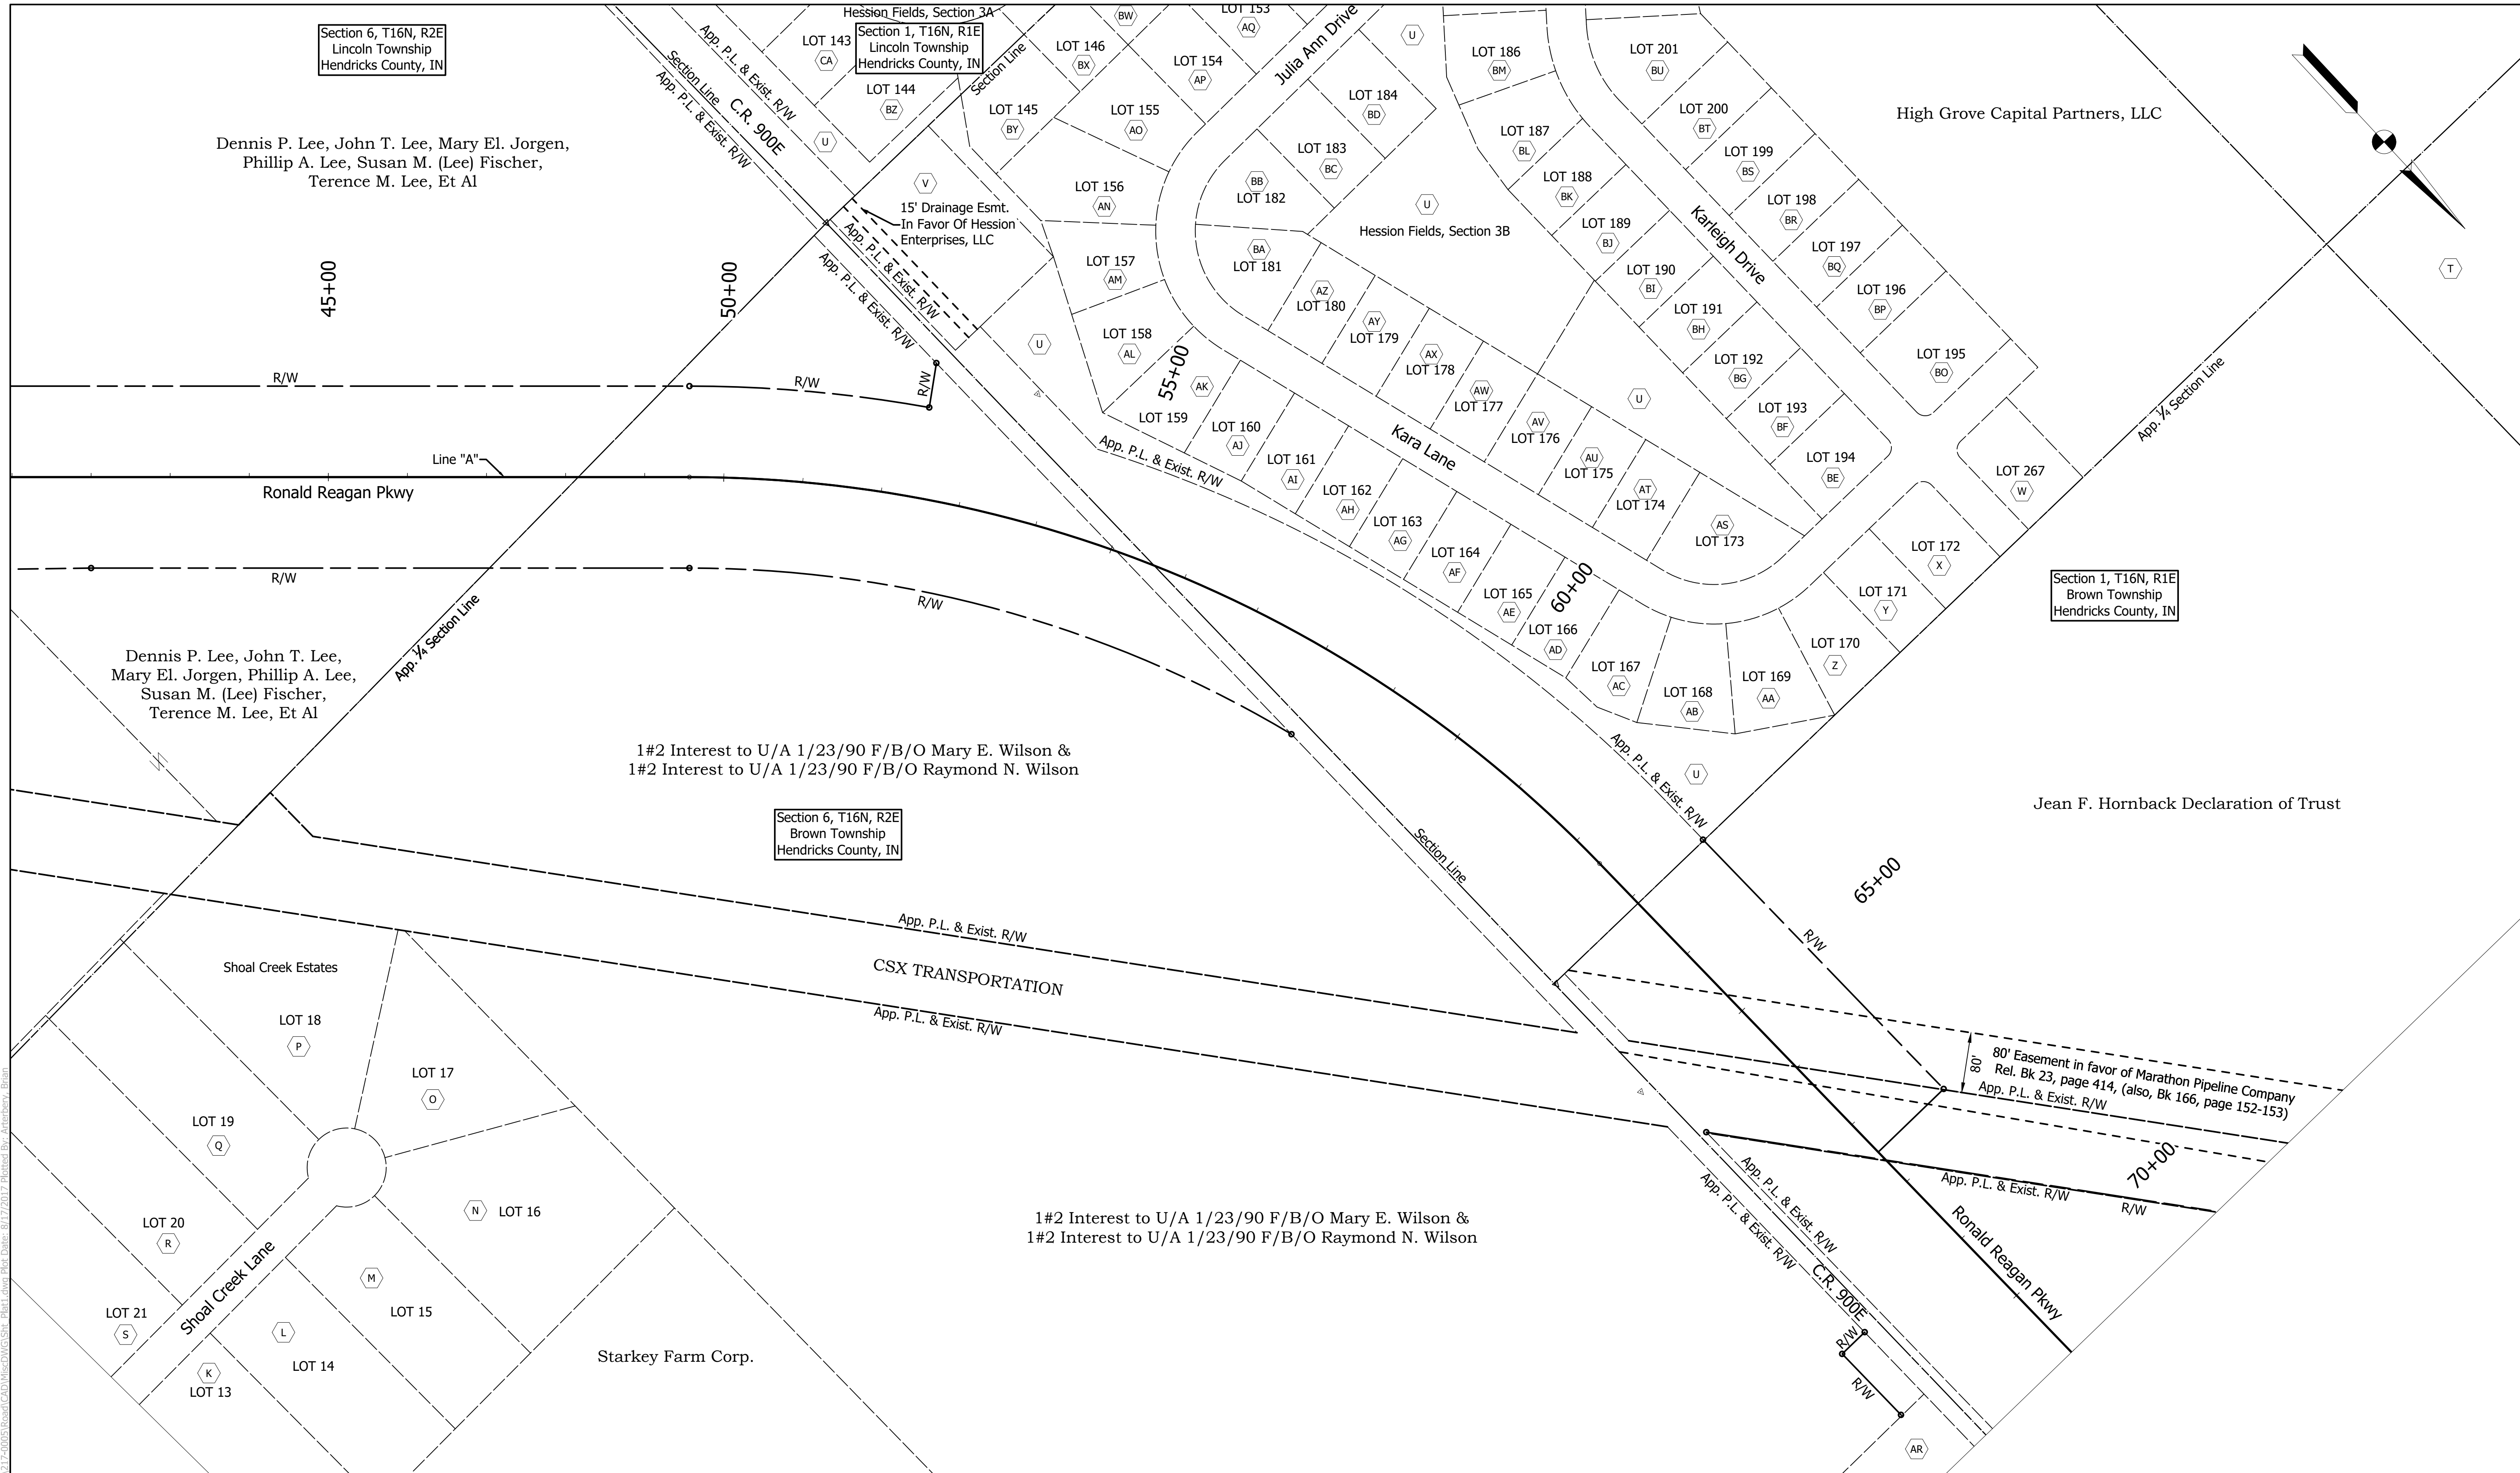 Section 6, T16N, R2E
Lincoln Township
Hendricks County, IN
Hession Fields, Section 3A
Section 1, T16N, R1E
Lincoln Township
Hendricks County, IN
Dennis P. Lee, John T. Lee, Mary El. Jorgen,
Phillip A. Lee, Susan M. (Lee) Fischer,
Terence M. Lee, Et Al
App. P.L. & Exist. R/W
Section Line
App. P.L. & Exist. R/W
C.R. 900E
Section Line
LOT 143
CA
LOT 144
BZ
U
LOT 145
BY
LOT 146
BX
BW
LOT 153
AQ
LOT 154
AP
LOT 155
AO
LOT 156
AN
LOT 157
AM
LOT 158
AL
V
15' Drainage Esmt.
In Favor Of Hession
Enterprises, LLC
App. P.L. & Exist. R/W
App. P.L. & Exist. R/W
U
Julia Ann Drive
U
LOT 184
BD
LOT 183
BC
BB
LOT 182
BA
LOT 181
AZ
LOT 180
AY
LOT 179
AX
LOT 178
AW
LOT 177
AV
LOT 176
AU
LOT 175
AT
LOT 174
AS
LOT 173
U
Hession Fields, Section 3B
U
LOT 186
BM
LOT 187
BL
LOT 188
BK
LOT 189
BJ
LOT 190
BI
LOT 191
BH
LOT 192
BG
LOT 193
BF
LOT 194
BE
Karleigh Drive
LOT 201
BU
LOT 200
BT
LOT 199
BS
LOT 198
BR
LOT 197
BQ
LOT 196
BP
LOT 195
BO
High Grove Capital Partners, LLC
T
App. ¼ Section Line
LOT 267
W
LOT 172
X
LOT 171
Y
LOT 170
Z
LOT 169
AA
LOT 168
AB
LOT 167
AC
LOT 166
AD
LOT 165
AE
LOT 164
AF
LOT 163
AG
LOT 162
AH
LOT 161
AI
LOT 160
AJ
AK
LOT 159
Kara Lane
App. P.L. & Exist. R/W
45+00
50+00
55+00
60+00
65+00
70+00
R/W
R/W
R/W
Line "A"
Ronald Reagan Pkwy
R/W
R/W
App. ¼ Section Line
Dennis P. Lee, John T. Lee,
Mary El. Jorgen, Phillip A. Lee,
Susan M. (Lee) Fischer,
Terence M. Lee, Et Al
1#2 Interest to U/A 1/23/90 F/B/O Mary E. Wilson &
1#2 Interest to U/A 1/23/90 F/B/O Raymond N. Wilson
Section 6, T16N, R2E
Brown Township
Hendricks County, IN
Section 1, T16N, R1E
Brown Township
Hendricks County, IN
Jean F. Hornback Declaration of Trust
App. P.L. & Exist. R/W
U
Section Line
R/W
App. P.L. & Exist. R/W
CSX TRANSPORTATION
App. P.L. & Exist. R/W
80'
80' Easement in favor of Marathon Pipeline Company
Rel. Bk 23, page 414, (also, Bk 166, page 152-153)
App. P.L. & Exist. R/W
App. P.L. & Exist. R/W
R/W
Ronald Reagan Pkwy
App. P.L. & Exist. R/W
App. P.L. & Exist. R/W
C.R. 900E
R/W
R/W
AR
1#2 Interest to U/A 1/23/90 F/B/O Mary E. Wilson &
1#2 Interest to U/A 1/23/90 F/B/O Raymond N. Wilson
Shoal Creek Estates
LOT 18
P
LOT 17
O
LOT 19
Q
LOT 20
R
LOT 21
S
N LOT 16
M
LOT 15
L
LOT 14
K
LOT 13
Shoal Creek Lane
Starkey Farm Corp.
217-0005\Road\CAD\MiscDWG\Sht_Plat1.dwg Plot Date: 8/17/2017 Plotted By: Arterbery, Brian